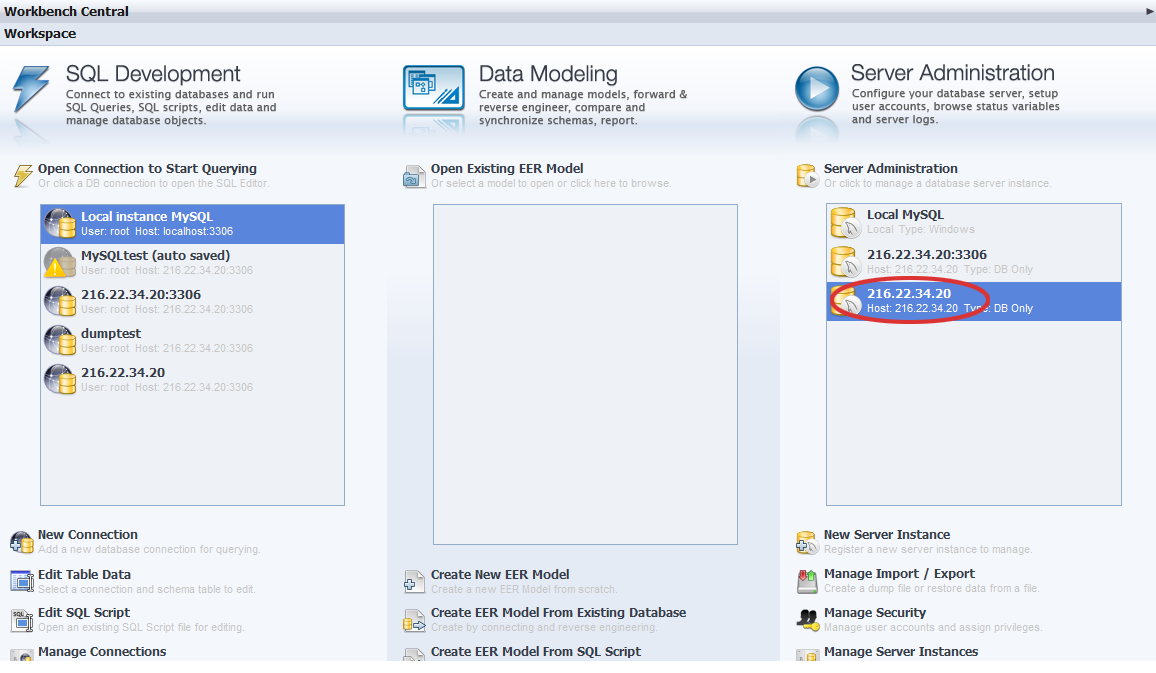 Workbench Central
Workspace
SQL Development
Connect to existing databases and run
SQL Queries, SQL scripts, edit data and
manage database objects.
Open Connection to Start Querying
Or click a DB connection to open the SQL Editor.
Local instance MySQL
User: root Host: localhost:3306
MySQLtest (auto saved)
User: root Host: 216.22.34.20:3306
216.22.34.20:3306
User: root Host: 216.22.34.20:3306
dumptest
User: root Host: 216.22.34.20:3306
216.22.34.20
User: root Host: 216.22.34.20:3306
New Connection
Add a new database connection for querying.
Edit Table Data
Select a connection and schema table to edit.
SQL
Edit SQL Script
Open an existing SQL Script file for editing.
Manage Connections
Data Modeling
Create and manage models, forward &
reverse engineer, compare and
synchronize schemas, report.
Open Existing EER Model
Or select a model to open or click here to browse.
Create New EER Model
Create a new EER Model from scratch.
Create EER Model From Existing Database
Create by connecting and reverse engineering.
Create EER Model From SQL Script
Server Administration
Configure your database server, setup
user accounts, browse status variables
and server logs.
Server Administration
Or click to manage a database server instance.
Local MySQL
Local Type: Windows
216.22.34.20:3306
Host: 216.22.34.20 Type: DB Only
216.22.34.20
Host: 216.22.34.20 Type: DB Only
New Server Instance
Register a new server instance to manage.
Manage Import / Export
Create a dump file or restore data from a file.
Manage Security
Manage user accounts and assign privileges.
Manage Server Instances